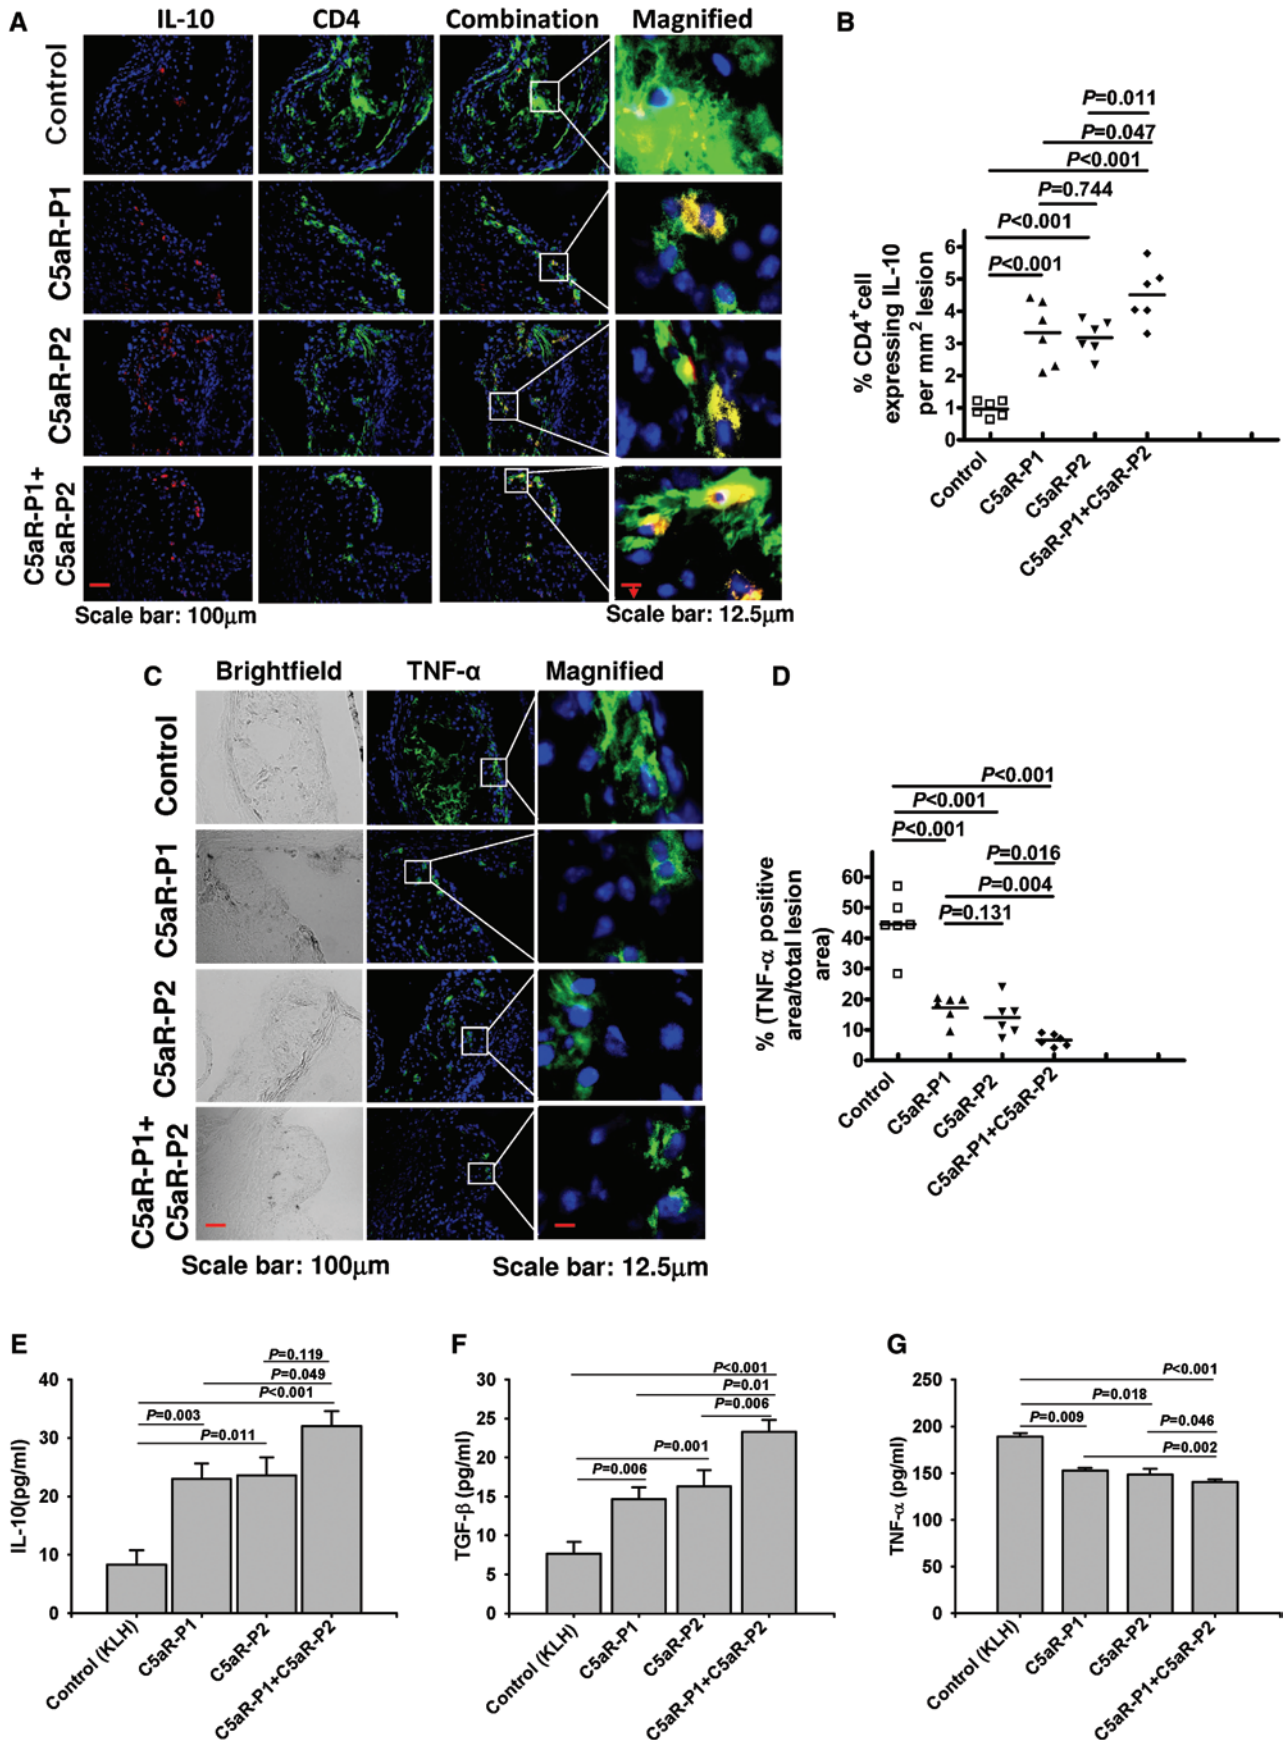 A
IL-10 CD4 Combination Magnified
Control
C5aR-P1
C5aR-P2
C5aR-P1+
C5aR-P2
Scale bar: 100μm Scale bar: 12.5μm
B
P=0.011
P=0.047
P<0.001
P=0.744
P<0.001
P<0.001
% CD4+cell
expressing IL-10
per mm2 lesion
6
5
4
3
2
1
0
Control
C5aR-P1
C5aR-P2
C5aR-P1+C5aR-P2
C
Brightfield TNF-α Magnified
Control
C5aR-P1
C5aR-P2
C5aR-P1+
C5aR-P2
Scale bar: 100μm Scale bar: 12.5μm
D
P<0.001
P<0.001
P<0.001
P=0.016
P=0.004
P=0.131
% (TNF-α positive
area/total lesion
area)
60
50
40
30
20
10
0
Control
C5aR-P1
C5aR-P2
C5aR-P1+C5aR-P2
E
P=0.119
P=0.049
P<0.001
P=0.003
P=0.011
IL-10(pg/ml)
40
30
20
10
0
Control (KLH)
C5aR-P1
C5aR-P2
C5aR-P1+C5aR-P2
F
P<0.001
P=0.01
P=0.006
P=0.001
P=0.006
TGF-β (pg/ml)
30
25
20
15
10
5
0
Control (KLH)
C5aR-P1
C5aR-P2
C5aR-P1+C5aR-P2
G
P<0.001
P=0.018
P=0.009
P=0.046
P=0.002
TNF-α (pg/ml)
250
200
150
100
50
0
Control (KLH)
C5aR-P1
C5aR-P2
C5aR-P1+C5aR-P2